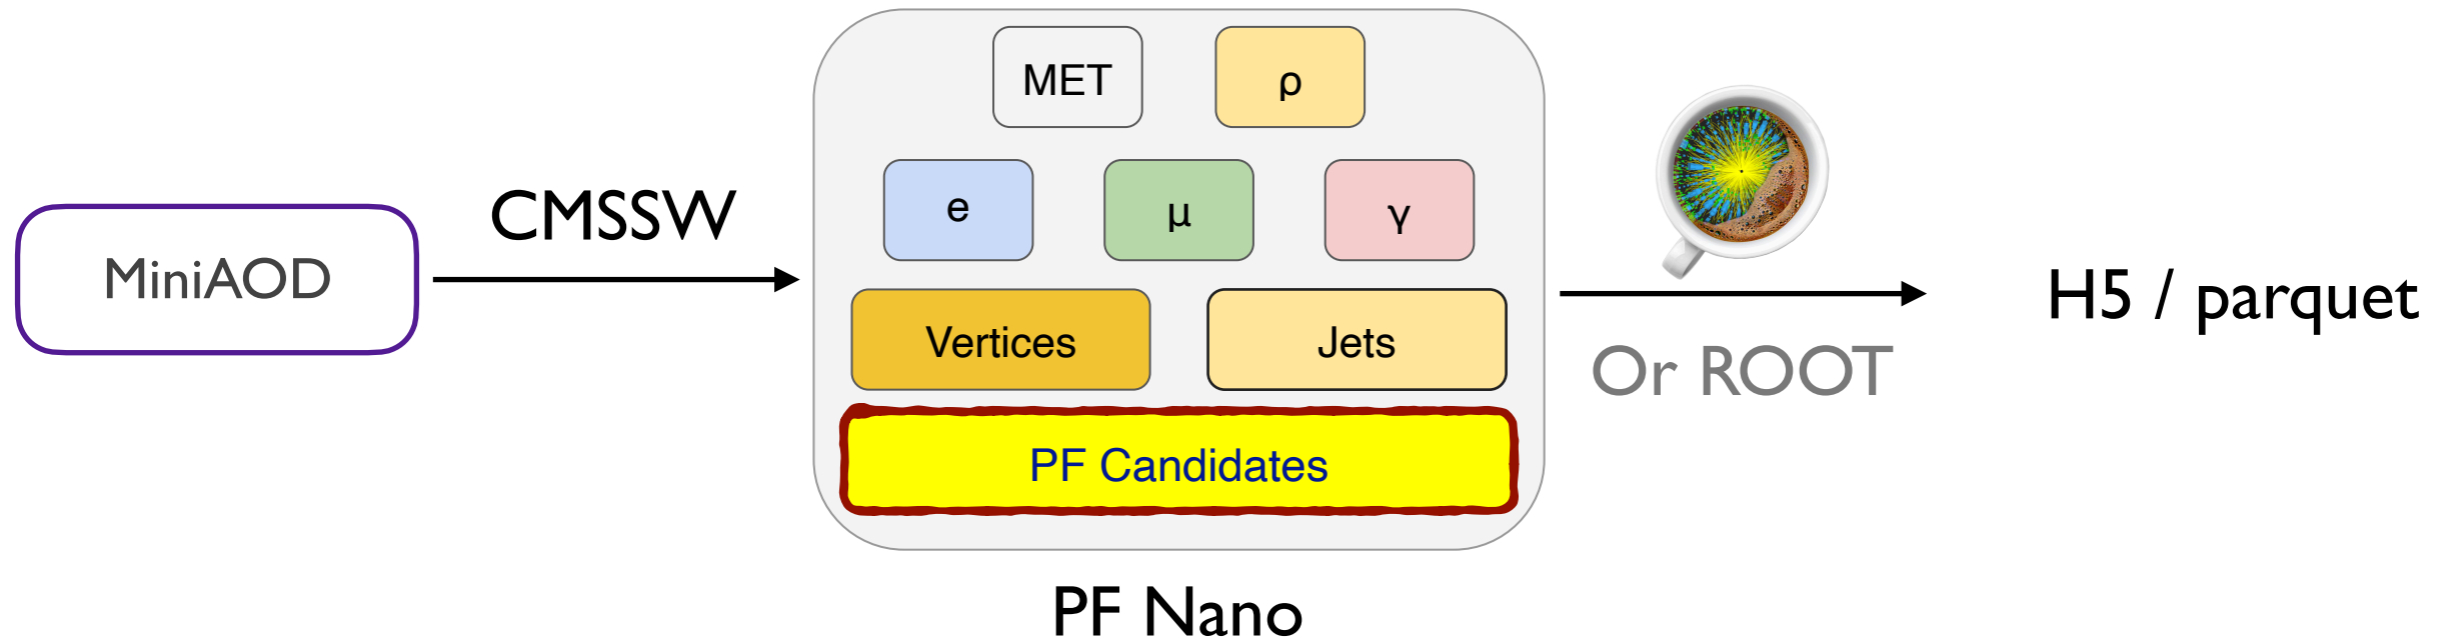 MiniAOD
CMSSW
MET
ρ
e
μ
γ
Vertices
Jets
PF Candidates
PF Nano
Or ROOT
H5 / parquet